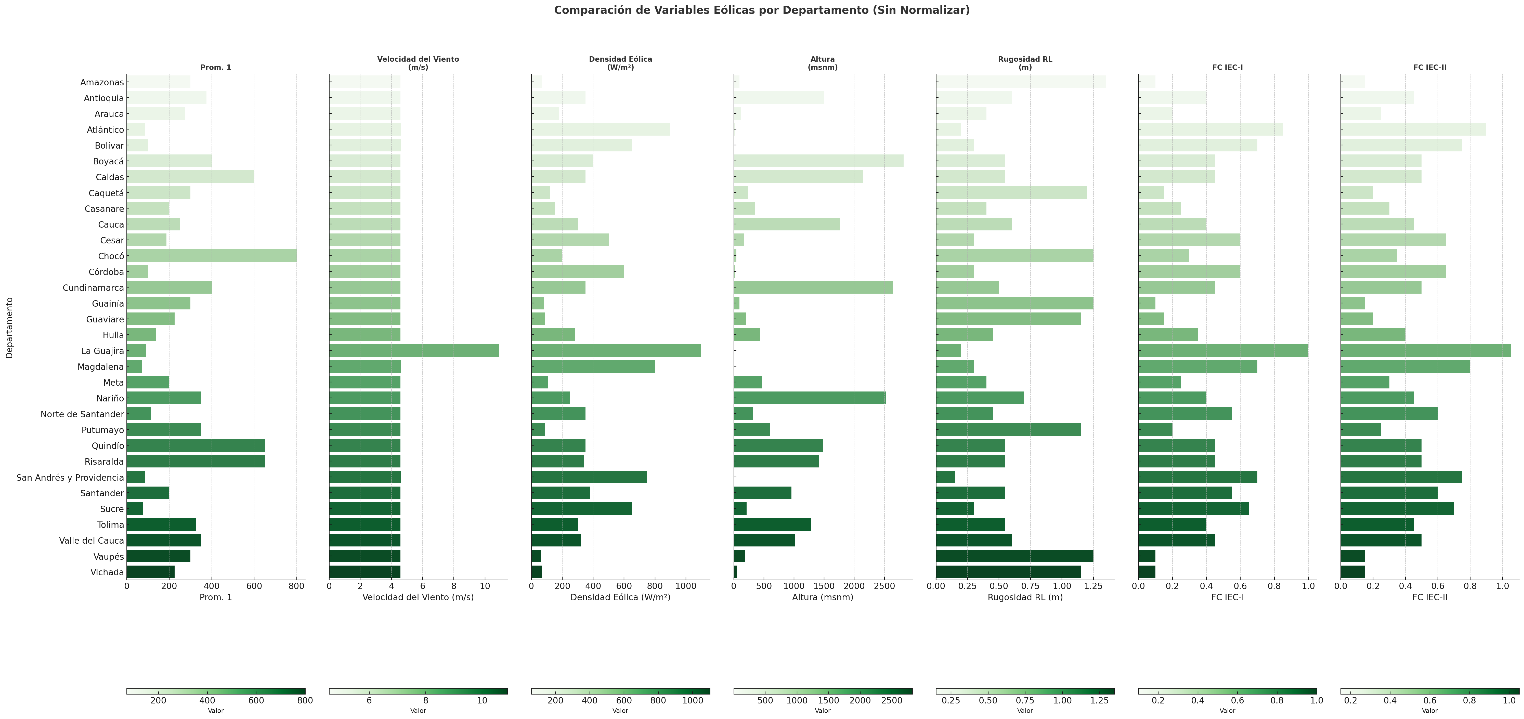 Comparación de Variables Eólicas por Departamento (Sin Normalizar)
Prom. 1
Velocidad del Viento
(m/s)
Densidad Eólica
(W/m²)
Altura
(msnm)
Rugosidad RL
(m)
FC IEC-I
FC IEC-II
Departamento
Amazonas
Antioquia
Arauca
Atlántico
Bolívar
Boyacá
Caldas
Caquetá
Casanare
Cauca
Cesar
Chocó
Córdoba
Cundinamarca
Guainía
Guaviare
Huila
La Guajira
Magdalena
Meta
Nariño
Norte de Santander
Putumayo
Quindío
Risaralda
San Andrés y Providencia
Santander
Sucre
Tolima
Valle del Cauca
Vaupés
Vichada
0 200 400 600 800
0 2 4 6 8 10
0 200 400 600 800 1000
0 500 1000 1500 2000 2500
0.00 0.25 0.50 0.75 1.00 1.25
0.0 0.2 0.4 0.6 0.8 1.0
0.0 0.2 0.4 0.6 0.8 1.0
Prom. 1
Velocidad del Viento (m/s)
Densidad Eólica (W/m²)
Altura (msnm)
Rugosidad RL (m)
FC IEC-I
FC IEC-II
200 400 600 800
6 8 10
200 400 600 800 1000
500 1000 1500 2000 2500
0.25 0.50 0.75 1.00 1.25
0.2 0.4 0.6 0.8 1.0
0.2 0.4 0.6 0.8 1.0
Valor
Valor
Valor
Valor
Valor
Valor
Valor